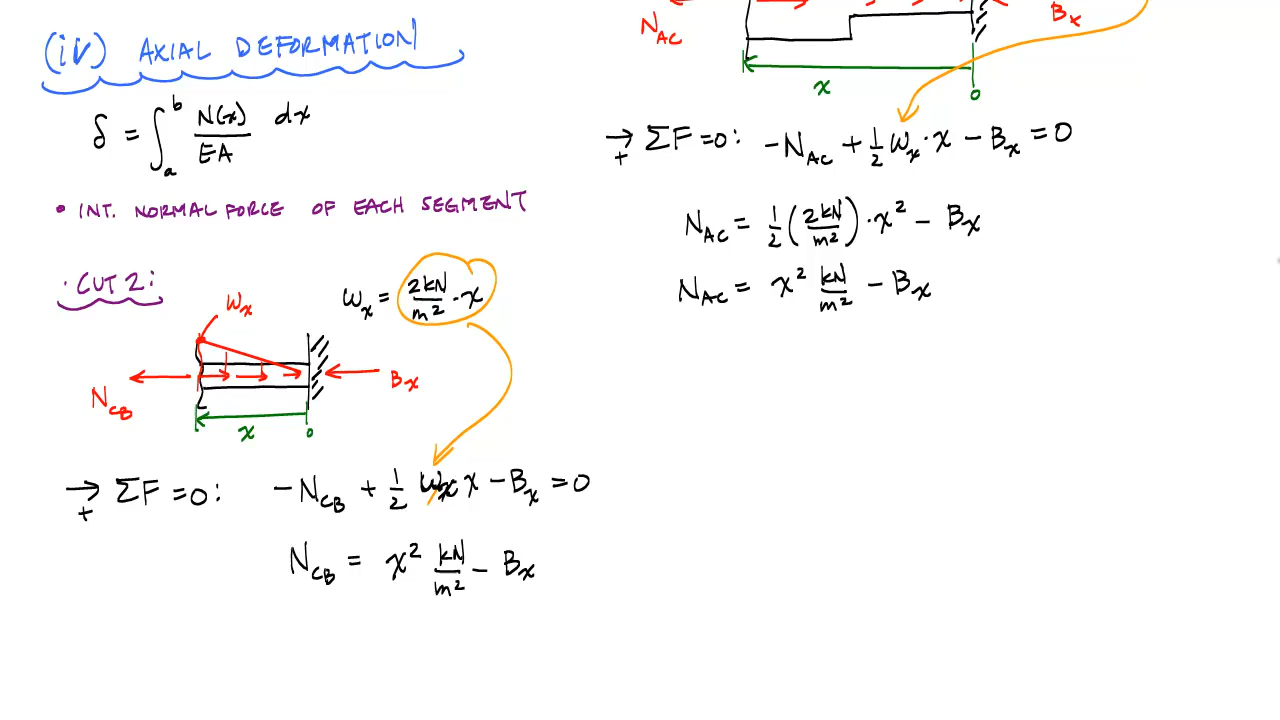 (iv) AXIAL DEFORMATION
δ = ∫_a^b N(x)/EA dx
• INT. NORMAL FORCE OF EACH SEGMENT
· CUT 2:
w_x
w_x = 2kN/m² · x
N_CB
B_x
x
0
→+ ΣF = 0: −N_CB + 1/2 w_x x − B_x = 0
N_CB = x² kN/m² − B_x
N_AC
B_x
x
0
→+ ΣF = 0: −N_AC + 1/2 w_x · x − B_x = 0
N_AC = 1/2 (2kN/m²) · x² − B_x
N_AC = x² kN/m² − B_x